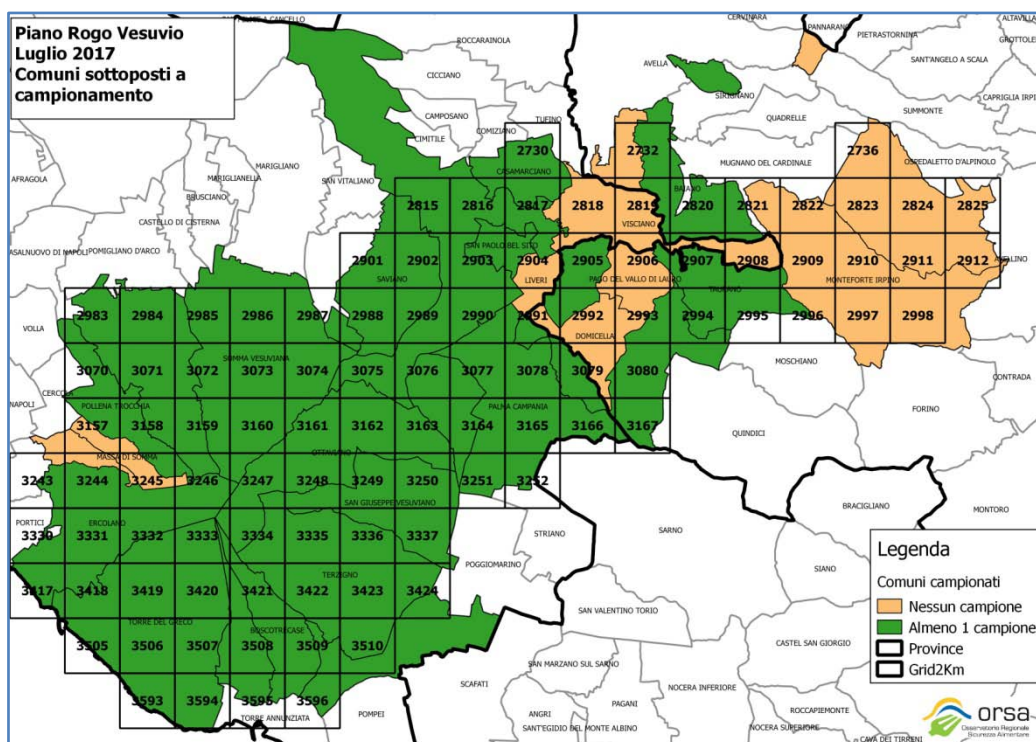 Piano Rogo Vesuvio
Luglio 2017
Comuni sottoposti a
campionamento
CERVINARA
PANNARANO
ALTAVILLA
PIETRASTORNINA
GROTTOLE
ROCCARAINOLA
AVELLA
SANT'ANGELO A SCALA
CICCIANO
SIRIGNANO
CAPRIGLIA IRPI
CAMPOSANO
TUFINO
QUADRELLE
SUMMONTE
CIMITILE
COMIZIANO
2730
2732
2736
MARIGLIANO
CASAMARCIANO
MUGNANO DEL CARDINALE
OSPEDALETTO D'ALPINOLO
AFRAGOLA
MARIGLIANELLA
SAN VITALIANO
BAIANO
BRUSCIANO
2815 2816 2817 2818 2819 2820 2821 2822 2823 2824 2825
CASTELLO DI CISTERNA
VISCIANO
SAN PAOLO BEL SITO
POMIGLIANO D'ARCO
2901 2902 2903 2904 2905 2906 2907 2908 2909 2910 2911 2912
AVELLINO
SAVIANO
LIVERI
PAGO DEL VALLO DI LAURO
TAURANO
MONTEFORTE IRPINO
2983 2984 2985 2986 2987 2988 2989 2990 2991 2992 2993 2994 2995 2996 2997 2998
VOLLA
DOMICELLA
SOMMA VESUVIANA
MOSCHIANO
3070 3071 3072 3073 3074 3075 3076 3077 3078 3079 3080
CONTRADA
CERCOLA
NAPOLI
POLLENA TROCCHIA
PALMA CAMPANIA
FORINO
3157 3158 3159 3160 3161 3162 3163 3164 3165 3166 3167
QUINDICI
MASSA DI SOMMA
OTTAVIANO
3243 3244 3245 3246 3247 3248 3249 3250 3251 3252
SAN GIUSEPPE VESUVIANO
BRACIGLIANO
MONTORO
PORTICI
ERCOLANO
STRIANO
SARNO
3330 3331 3332 3333 3334 3335 3336 3337
POGGIOMARINO
SIANO
TERZIGNO
3417 3418 3419 3420 3421 3422 3423 3424
SAN VALENTINO TORIO
TORRE DEL GRECO
BOSCOTRECASE
CASTEL SAN GIORGIO
3505 3506 3507 3508 3509 3510
SAN MARZANO SUL SARNO
SCAFATI
NOCERA INFERIORE
PAGANI
3593 3594 3595 3596
TORRE ANNUNZIATA
POMPEI
ANGRI
ROCCAPIEMONTE
SANT'EGIDIO DEL MONTE ALBINO
NOCERA SUPERIORE
CAVA DEI TIRRENI
Legenda
Comuni campionati
Nessun campione
Almeno 1 campione
Province
Grid2Km
orsa
Osservatorio Regionale
Sicurezza Alimentare